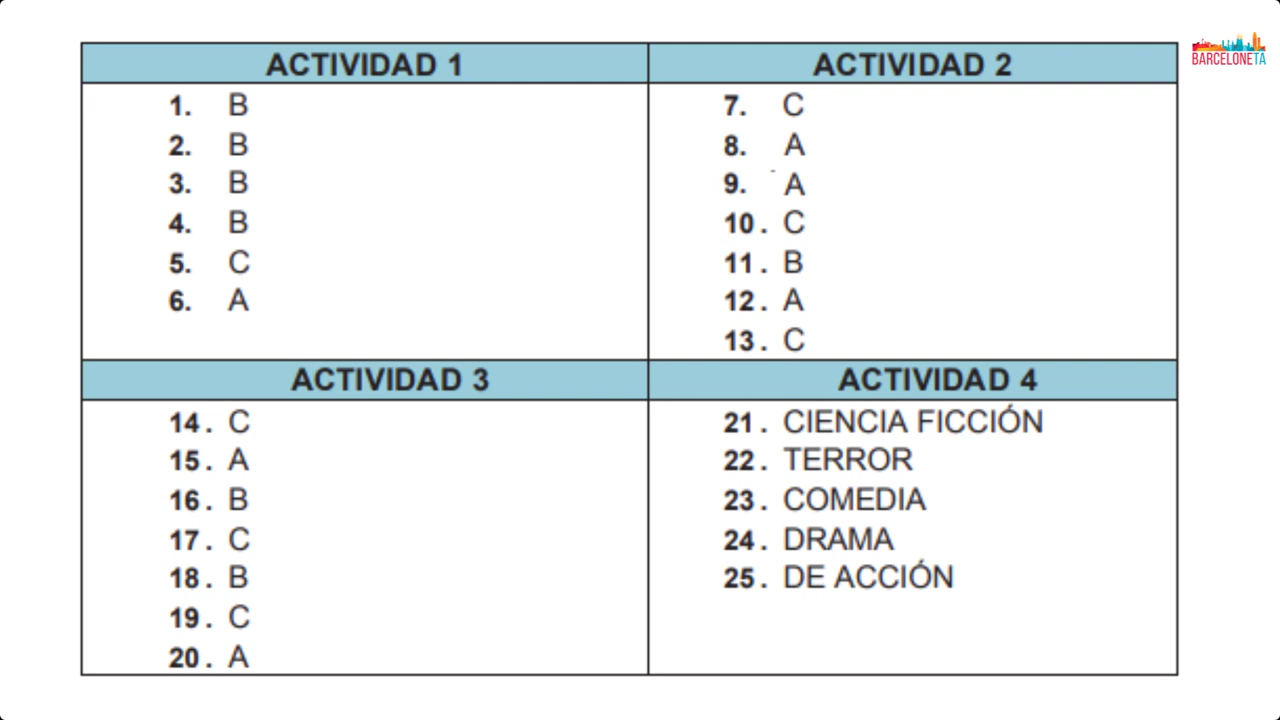 BARCELONETA
ACTIVIDAD 1
1. B
2. B
3. B
4. B
5. C
6. A
ACTIVIDAD 2
7. C
8. A
9. A
10. C
11. B
12. A
13. C
ACTIVIDAD 3
14. C
15. A
16. B
17. C
18. B
19. C
20. A
ACTIVIDAD 4
21. CIENCIA FICCIÓN
22. TERROR
23. COMEDIA
24. DRAMA
25. DE ACCIÓN